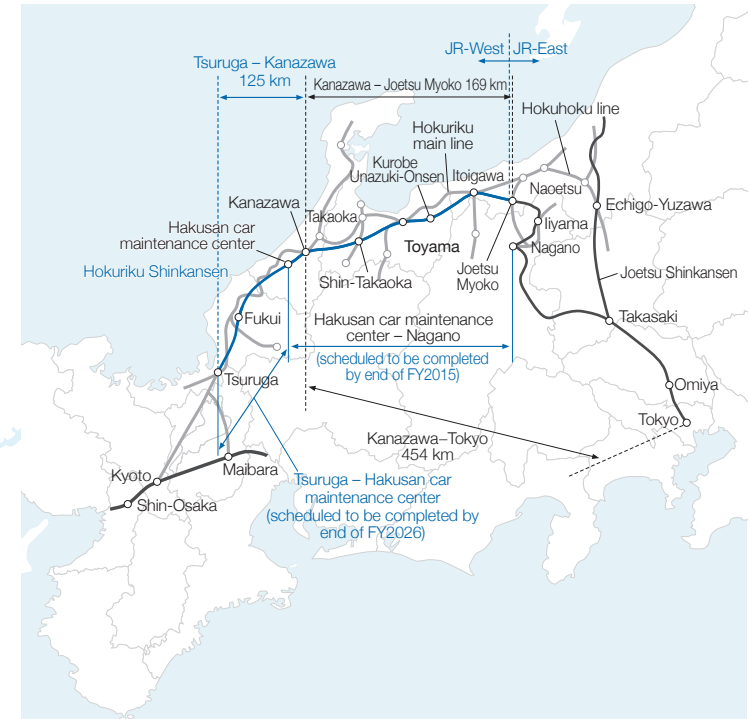 JR-West JR-East
Tsuruga – Kanazawa
125 km
Kanazawa – Joetsu Myoko 169 km
Hokuhoku line
Hokuriku
main line
Kurobe
Unazuki-Onsen
Itoigawa
Naoetsu
Kanazawa
Takaoka
Iiyama
Echigo-Yuzawa
Hakusan car
maintenance center
Toyama
Nagano
Hokuriku Shinkansen
Shin-Takaoka
Joetsu
Myoko
Joetsu Shinkansen
Fukui
Hakusan car maintenance
center – Nagano
Takasaki
(scheduled to be completed
by end of FY2015)
Tsuruga
Omiya
Tokyo
Kanazawa–Tokyo
454 km
Maibara
Kyoto
Shin-Osaka
Tsuruga – Hakusan car
maintenance center
(scheduled to be completed by
end of FY2026)